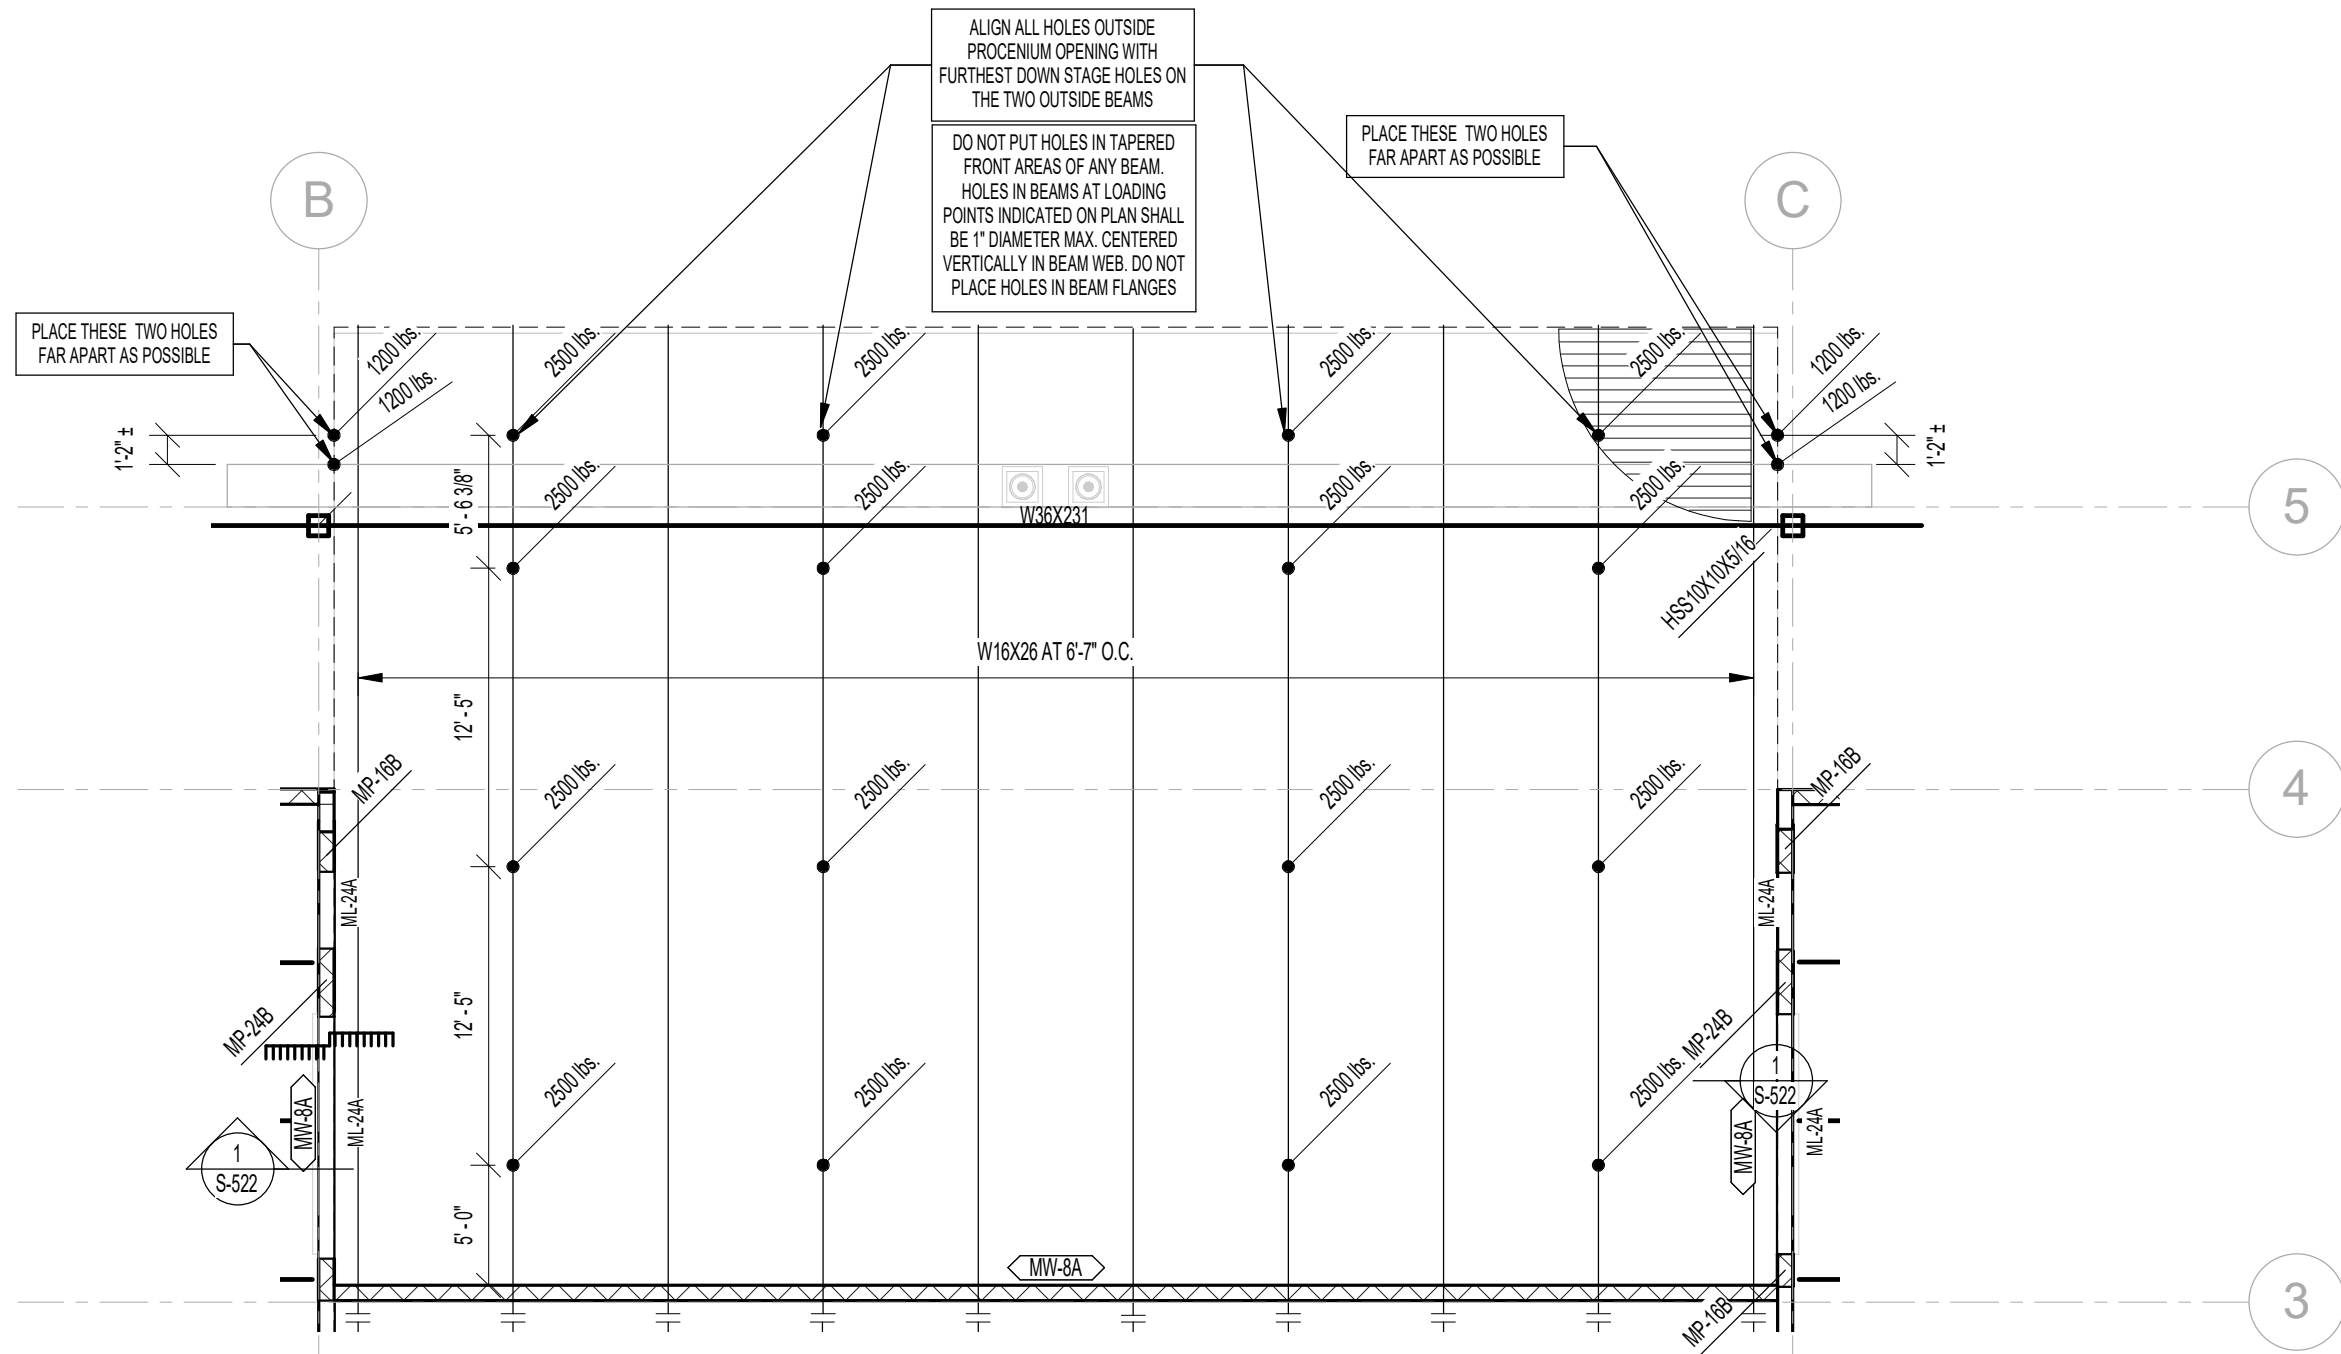 ALIGN ALL HOLES OUTSIDE
PROCENIUM OPENING WITH
FURTHEST DOWN STAGE HOLES ON
THE TWO OUTSIDE BEAMS
DO NOT PUT HOLES IN TAPERED
FRONT AREAS OF ANY BEAM.
HOLES IN BEAMS AT LOADING
POINTS INDICATED ON PLAN SHALL
BE 1" DIAMETER MAX. CENTERED
VERTICALLY IN BEAM WEB. DO NOT
PLACE HOLES IN BEAM FLANGES
PLACE THESE TWO HOLES
FAR APART AS POSSIBLE
B
C
PLACE THESE TWO HOLES
FAR APART AS POSSIBLE
1200 lbs.
1200 lbs.
2500 lbs.
2500 lbs.
2500 lbs.
2500 lbs.
1200 lbs.
1200 lbs.
1'-2" ±
1'-2" ±
5' - 6 3/8"
2500 lbs.
2500 lbs.
2500 lbs.
2500 lbs.
5
W36X231
HSS10X10X5/16
W16X26 AT 6'-7" O.C.
12' - 5"
MP-16B
2500 lbs.
2500 lbs.
2500 lbs.
2500 lbs.
MP-16B
4
ML-24A
ML-24A
12' - 5"
MP-24B
MP-24B
2500 lbs.
2500 lbs.
2500 lbs.
2500 lbs.
1
S-522
MW-8A
ML-24A
MW-8A
ML-24A
1
S-522
5' - 0"
MW-8A
MP-16B
3